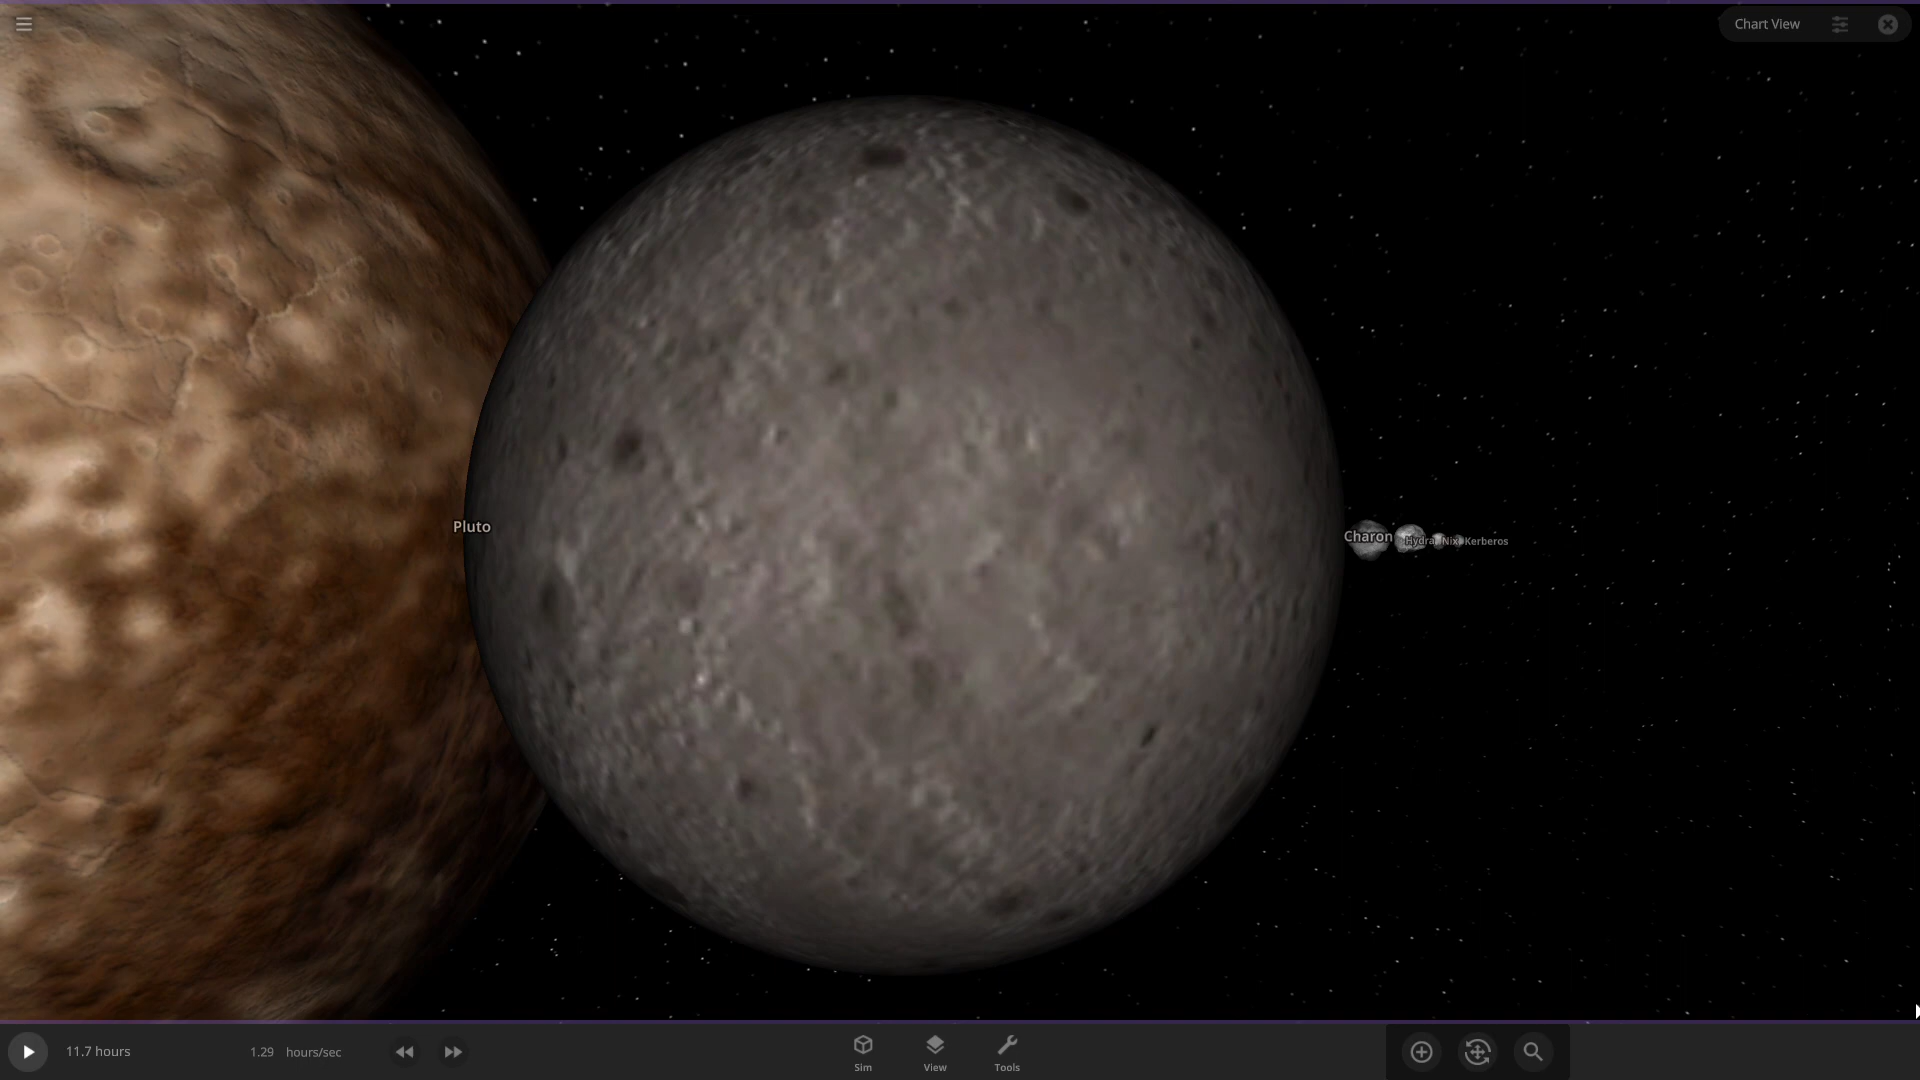 Chart View
Pluto
Charon
Hydra
Nix
Kerberos
11.7 hours
1.29 hours/sec
Sim
View
Tools